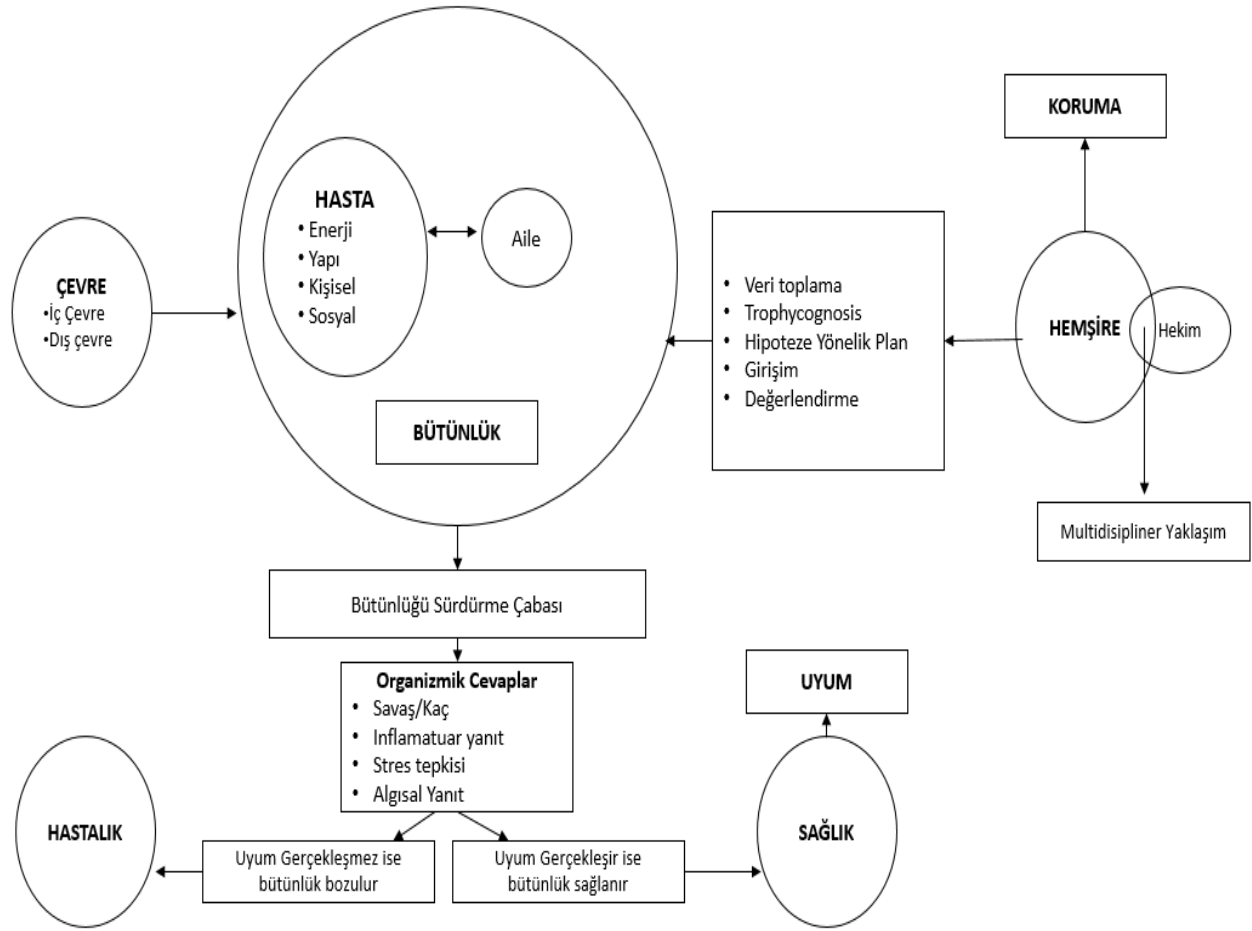 KORUMA
HASTA
• Enerji
• Yapı
• Kişisel
• Sosyal
Aile
ÇEVRE
•İç Çevre
•Dış çevre
• Veri toplama
• Trophycognosis
• Hipoteze Yönelik Plan
• Girişim
• Değerlendirme
HEMŞİRE
Hekim
BÜTÜNLÜK
Multidisipliner Yaklaşım
Bütünlüğü Sürdürme Çabası
Organizmik Cevaplar
• Savaş/Kaç
• Inflamatuar yanıt
• Stres tepkisi
• Algısal Yanıt
UYUM
HASTALIK
SAĞLIK
Uyum Gerçekleşmez ise
bütünlük bozulur
Uyum Gerçekleşir ise
bütünlük sağlanır